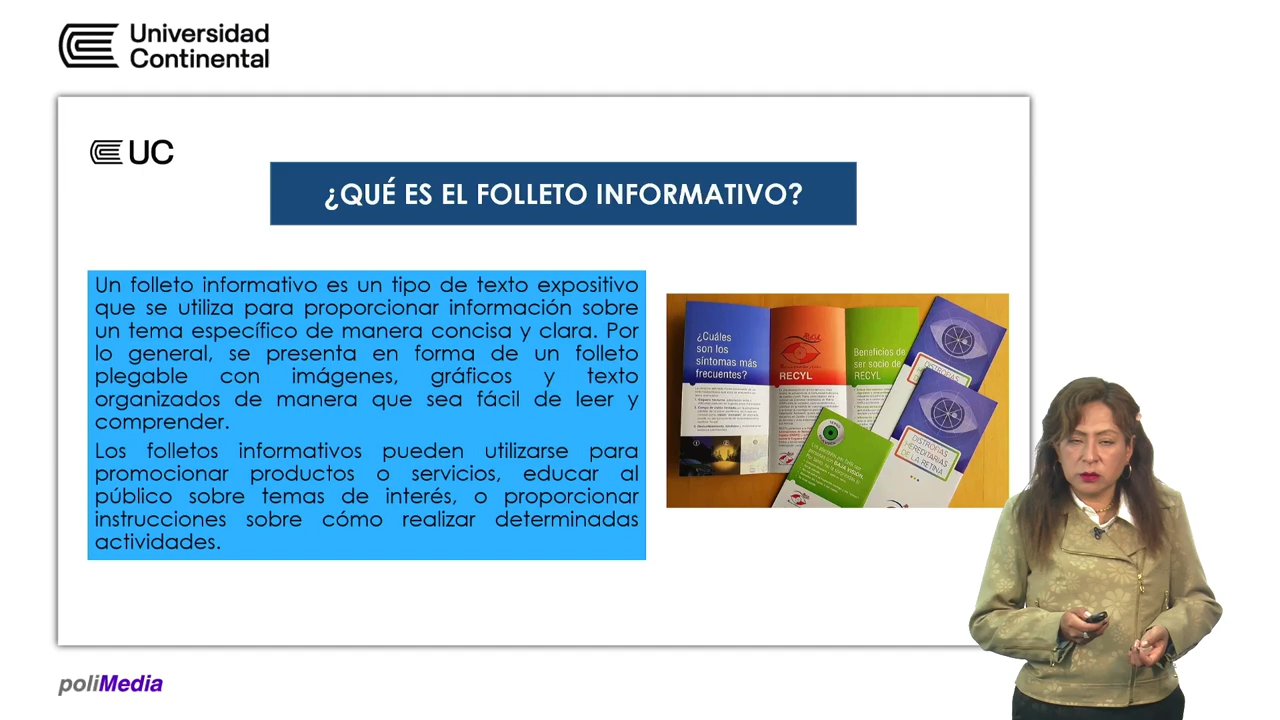 Universidad
Continental
UC
¿QUÉ ES EL FOLLETO INFORMATIVO?
Un folleto informativo es un tipo de texto expositivo
que se utiliza para proporcionar información sobre
un tema específico de manera concisa y clara. Por
lo general, se presenta en forma de un folleto
plegable con imágenes, gráficos y texto
organizados de manera que sea fácil de leer y
comprender.
Los folletos informativos pueden utilizarse para
promocionar productos o servicios, educar al
público sobre temas de interés, o proporcionar
instrucciones sobre cómo realizar determinadas
actividades.
¿Cuáles
son los
síntomas más
frecuentes?
RECYL
Beneficios de
ser socio de
RECYL
DISTROFIAS
HEREDITARIAS
DE LA RETINA
BAJA VISIÓN
poliMedia